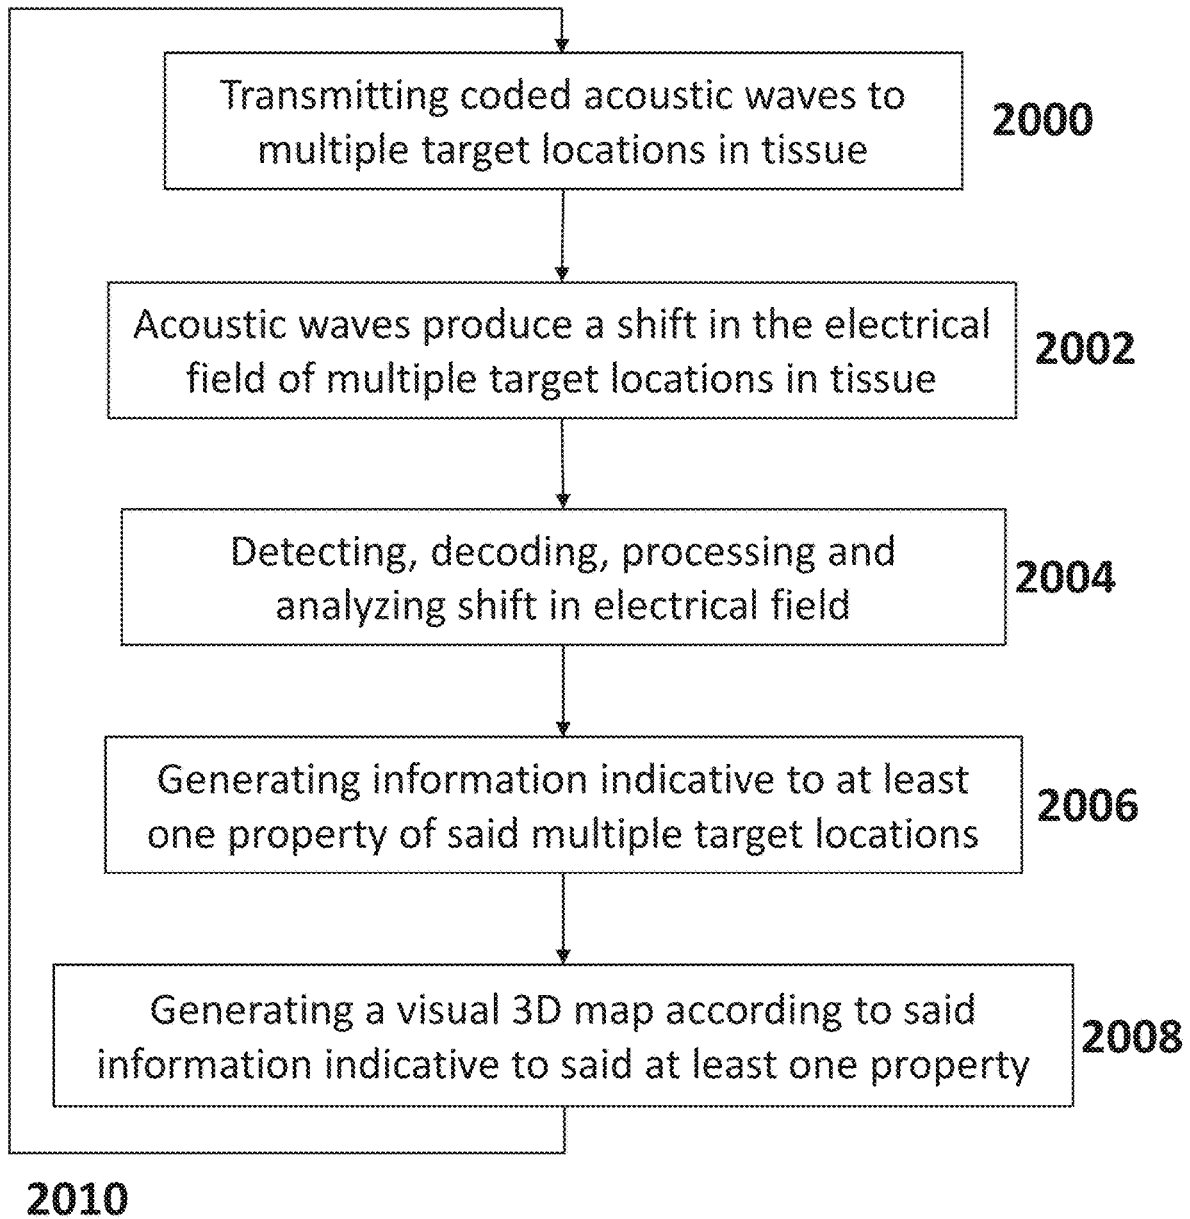 Transmitting coded acoustic waves to
multiple target locations in tissue
2000
Acoustic waves produce a shift in the electrical
field of multiple target locations in tissue
2002
Detecting, decoding, processing and
analyzing shift in electrical field
2004
Generating information indicative to at least
one property of said multiple target locations
2006
Generating a visual 3D map according to said
information indicative to said at least one property
2008
2010